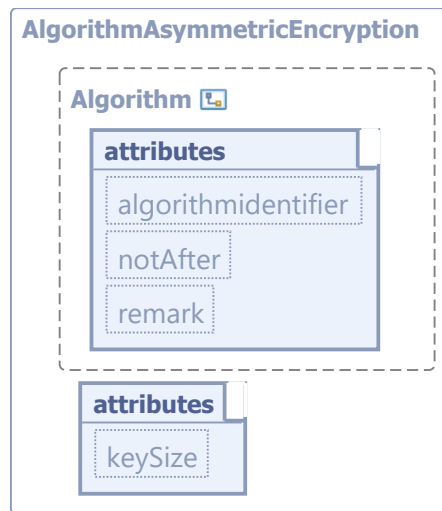 AlgorithmAsymmetricEncryption
Algorithm
attributes
algorithmidentifier
notAfter
remark
attributes
keySize